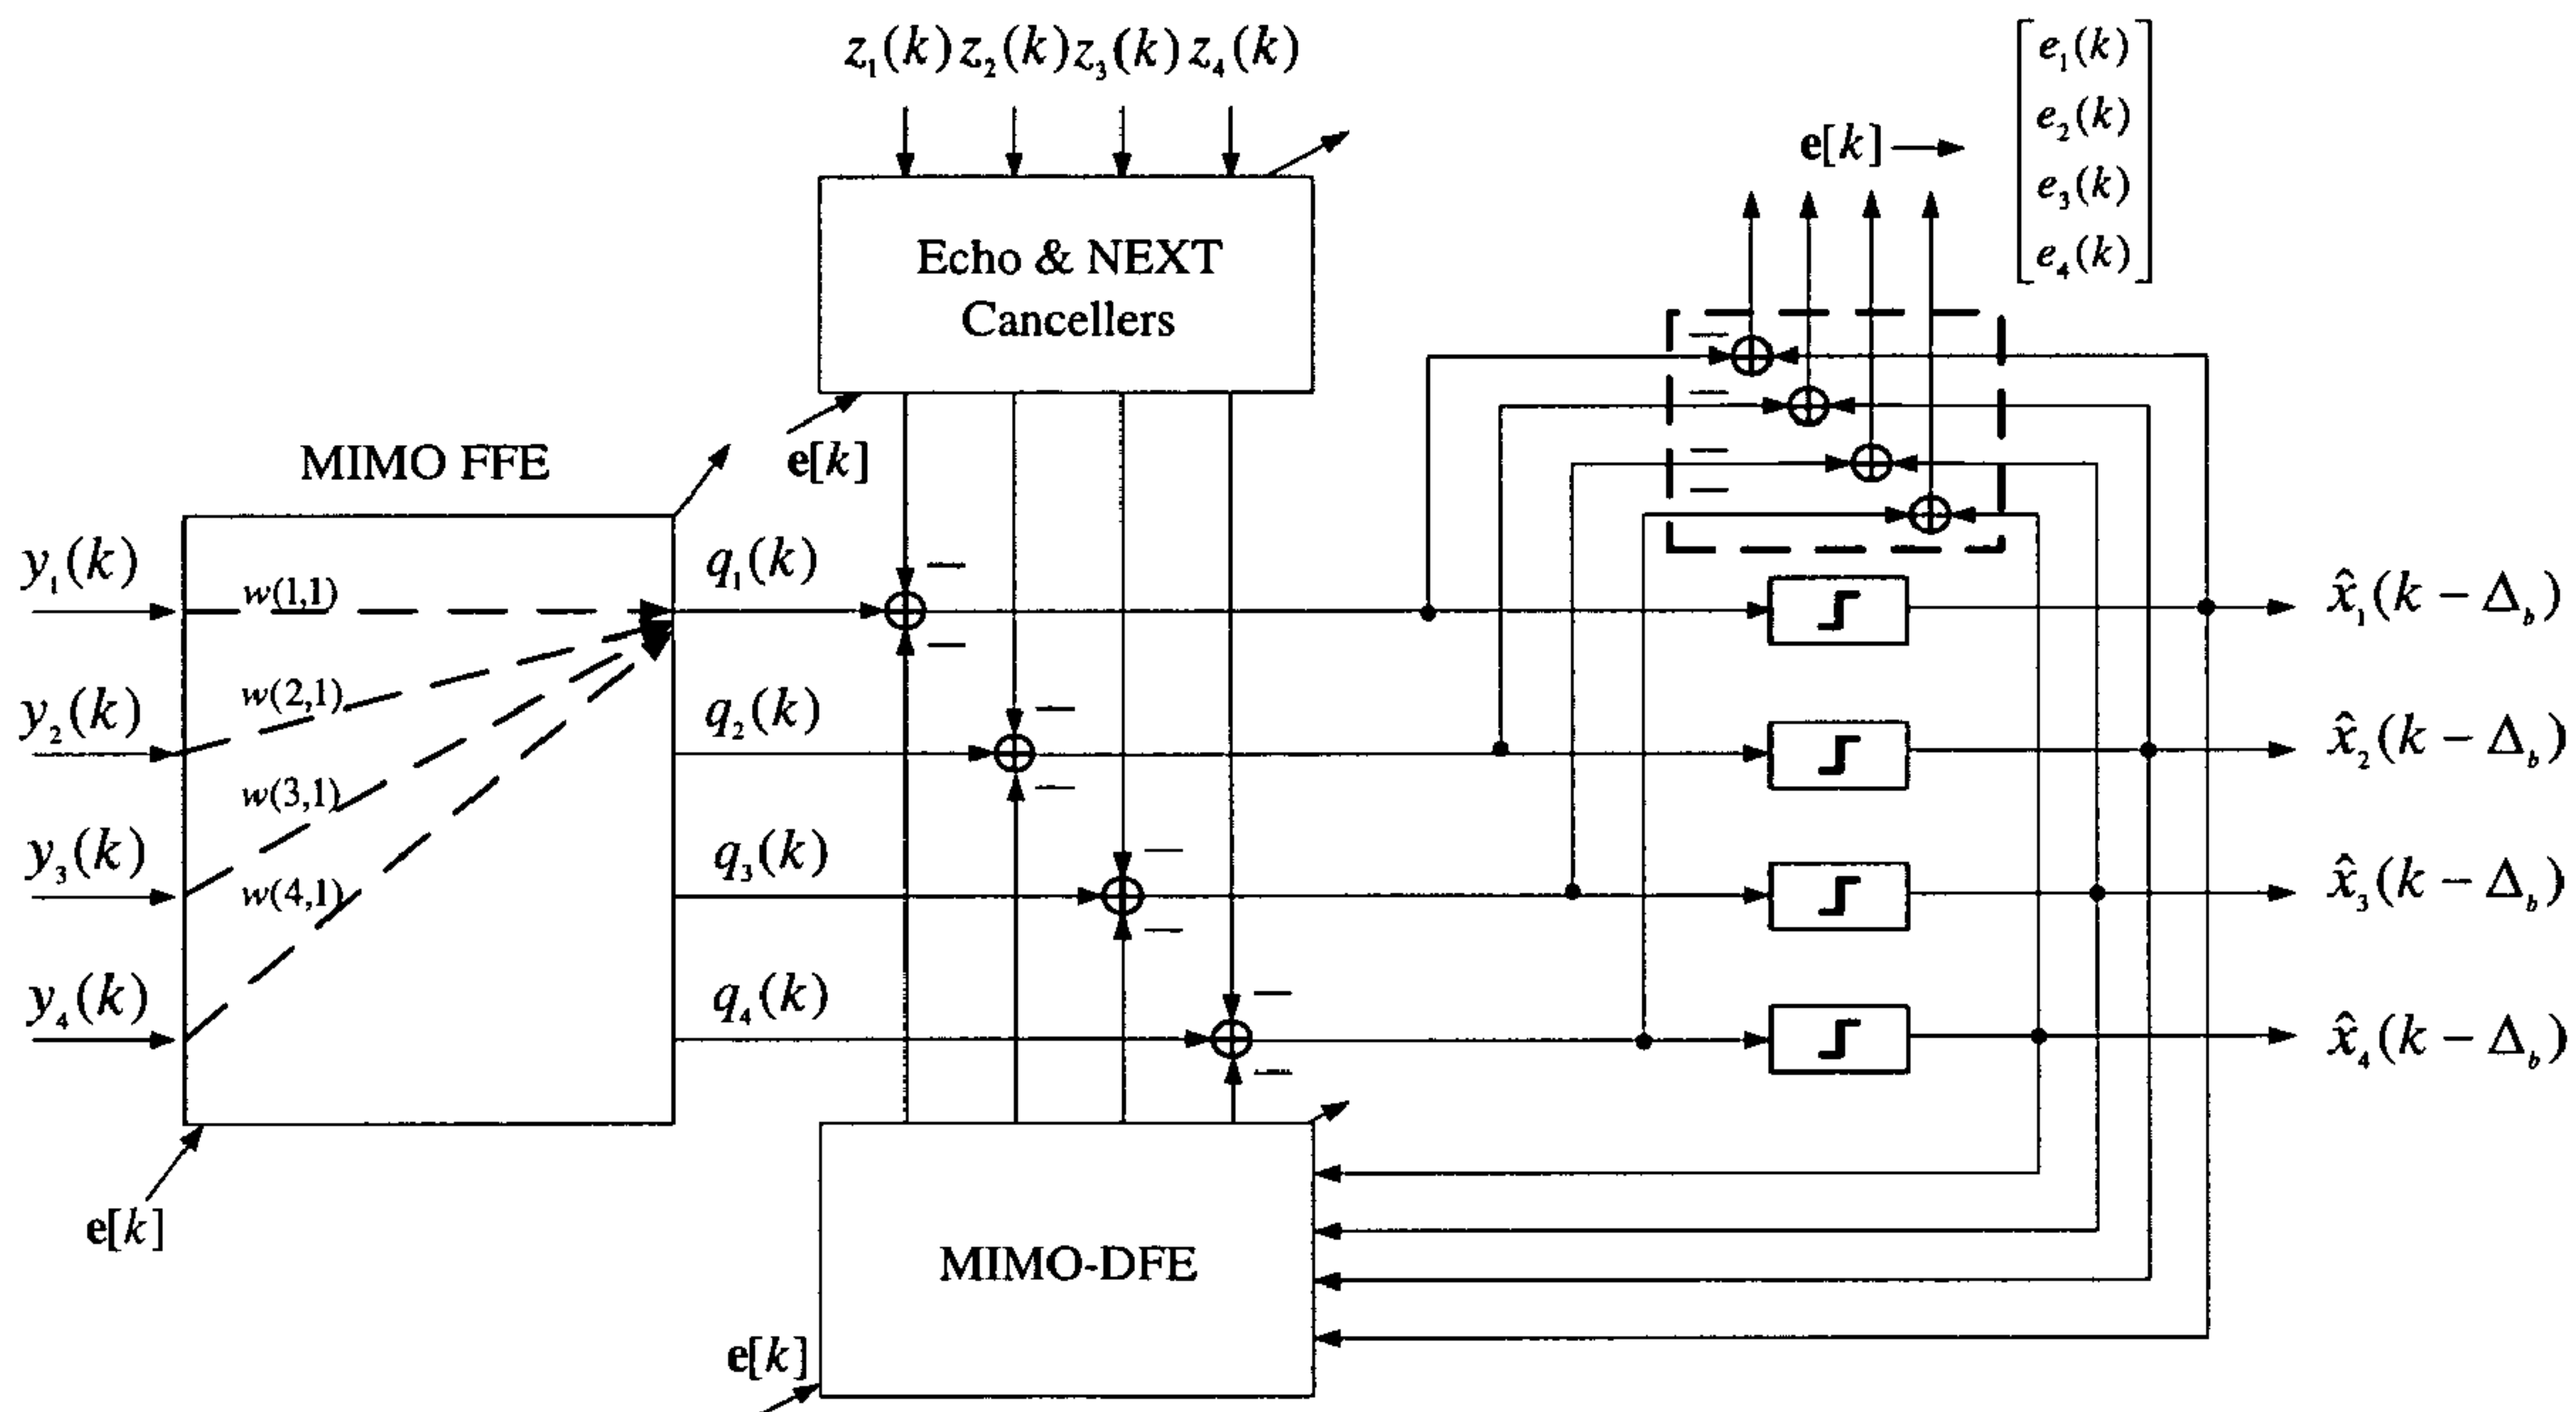 z₁(k) z₂(k) z₃(k) z₄(k)
e₁(k)
e₂(k)
e₃(k)
e₄(k)
e[k]
Echo & NEXT
Cancellers
e[k]
MIMO FFE
y₁(k)
w(1,1)
q₁(k)
x̂₁(k − Δ_b)
y₂(k)
w(2,1)
q₂(k)
x̂₂(k − Δ_b)
y₃(k)
w(3,1)
q₃(k)
x̂₃(k − Δ_b)
y₄(k)
w(4,1)
q₄(k)
x̂₄(k − Δ_b)
e[k]
MIMO-DFE
e[k]